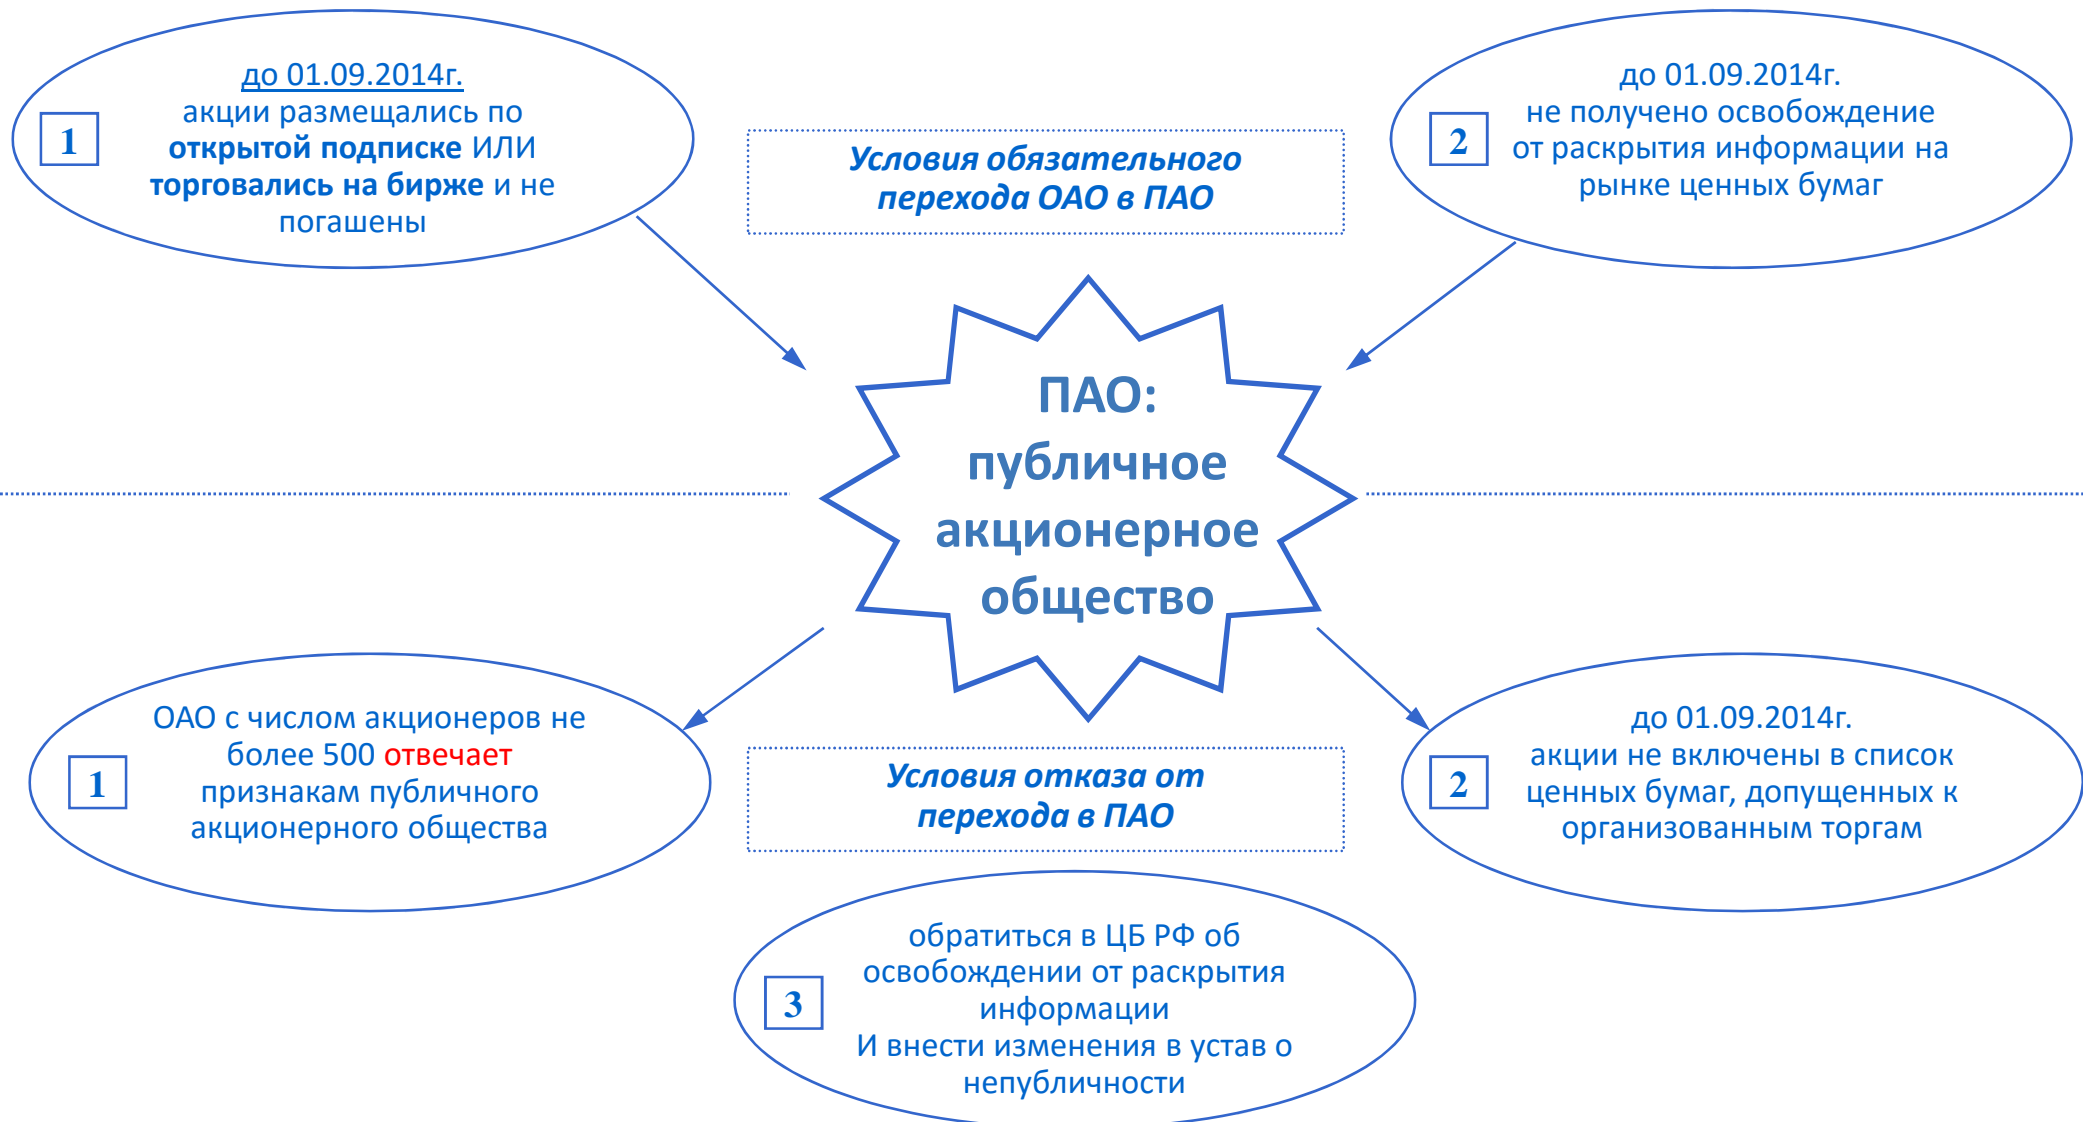 1
до 01.09.2014г.
акции размещались по
открытой подписке ИЛИ
торговались на бирже и не
погашены
Условия обязательного
перехода ОАО в ПАО
2
до 01.09.2014г.
не получено освобождение
от раскрытия информации на
рынке ценных бумаг
ПАО:
публичное
акционерное
общество
1
ОАО с числом акционеров не
более 500 отвечает
признакам публичного
акционерного общества
Условия отказа от
перехода в ПАО
2
до 01.09.2014г.
акции не включены в список
ценных бумаг, допущенных к
организованным торгам
3
обратиться в ЦБ РФ об
освобождении от раскрытия
информации
И внести изменения в устав о
непубличности